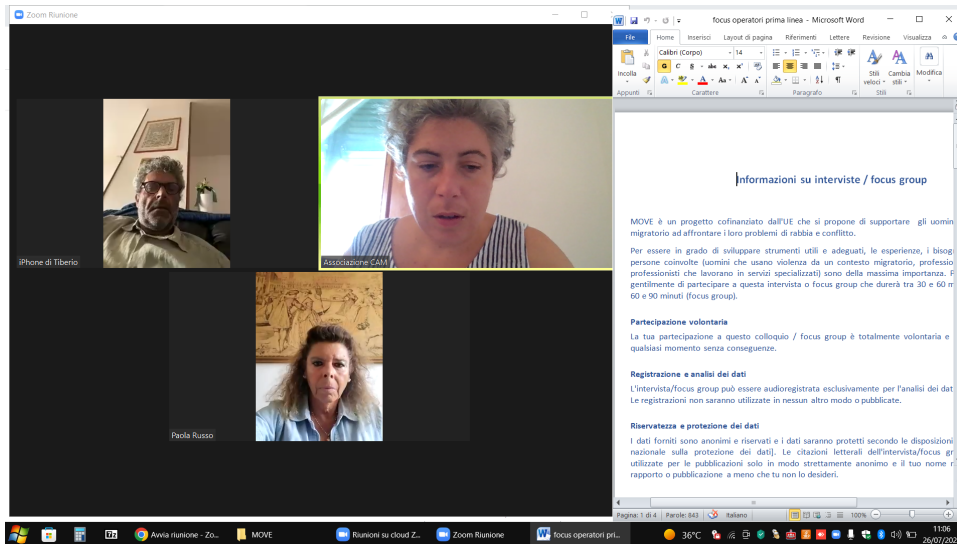 Zoom Riunione
iPhone di Tiberio
Associazione CAM
Paola Russo
focus operatori prima linea - Microsoft Word
File Home Inserisci Layout di pagina Riferimenti Lettere Revisione Visualizza
Calibri (Corpo) 14
Incolla
G C S abc x, x²
Aa A A
Stili veloci
Cambia stili
Modifica
Appunti Carattere Paragrafo Stili
Informazioni su interviste / focus group
MOVE è un progetto cofinanziato dall'UE che si propone di supportare gli uomin
migratorio ad affrontare i loro problemi di rabbia e conflitto.
Per essere in grado di sviluppare strumenti utili e adeguati, le esperienze, i bisog
persone coinvolte (uomini che usano violenza da un contesto migratorio, professio
professionisti che lavorano in servizi specializzati) sono della massima importanza. F
gentilmente di partecipare a questa intervista o focus group che durerà tra 30 e 60 m
60 e 90 minuti (focus group).
Partecipazione volontaria
La tua partecipazione a questo colloquio / focus group è totalmente volontaria e
qualsiasi momento senza conseguenze.
Registrazione e analisi dei dati
L'intervista/focus group può essere audioregistrata esclusivamente per l'analisi dei dat
Le registrazioni non saranno utilizzate in nessun altro modo o pubblicate.
Riservatezza e protezione dei dati
I dati forniti sono anonimi e riservati e i dati saranno protetti secondo le disposizioni
nazionale sulla protezione dei dati]. Le citazioni letterali dell'intervista/focus gr
utilizzate per le pubblicazioni solo in modo strettamente anonimo e il tuo nome n
rapporto o pubblicazione a meno che tu non lo desideri.
Pagina: 1 di 4 Parole: 843 Italiano 100%
Avvia riunione - Zo... MOVE Riunioni su cloud Z... Zoom Riunione focus operatori pri... 36°C 11:06
26/07/202